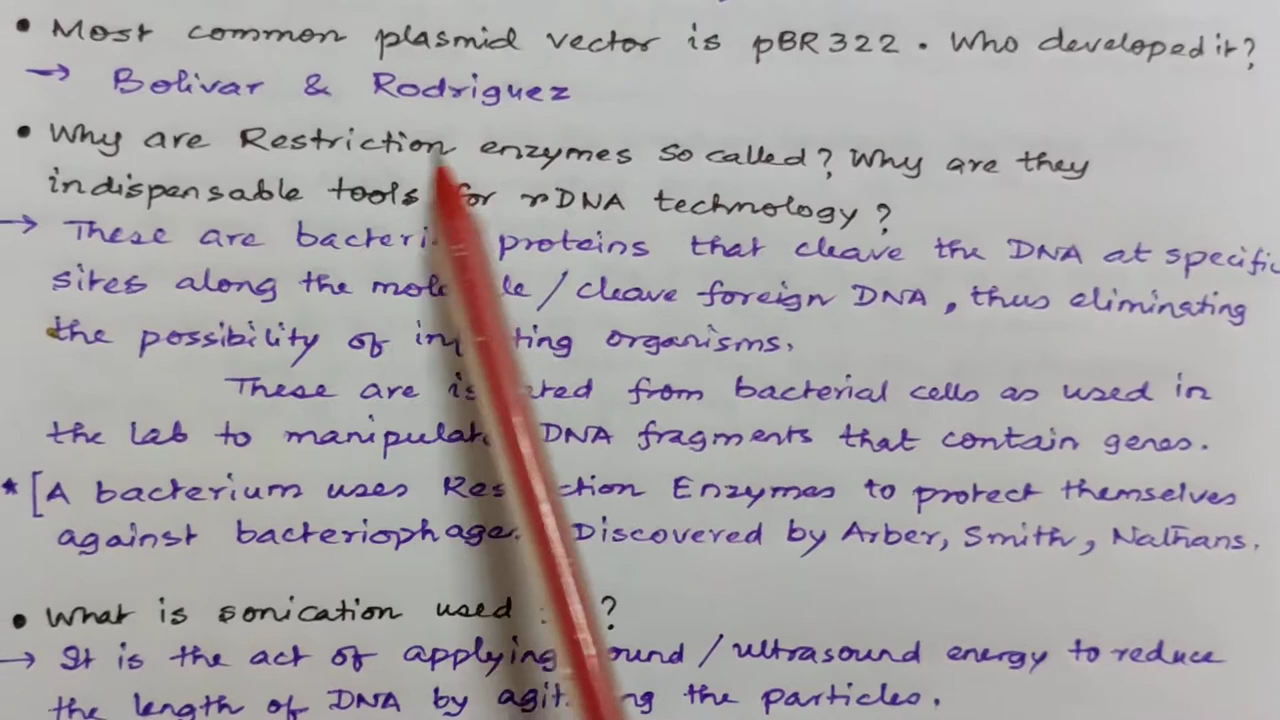 • Most common plasmid vector is pBR322. Who developed it?
→ Bolivar & Rodriguez
• Why are Restriction enzymes so called? Why are they
indispensable tools for rDNA technology?
→ These are bacteri proteins that cleave the DNA at specific
sites along the mole le / cleave foreign DNA, thus eliminating
the possibility of in ting organisms.
These are is ated from bacterial cells as used in
the lab to manipulate DNA fragments that contain genes.
* [A bacterium uses Res ction Enzymes to protect themselves
against bacteriophage. Discovered by Arber, Smith, Nathans.
• What is sonication used ?
→ It is the act of applying sound / ultrasound energy to reduce
the length of DNA by agit ng the particles.